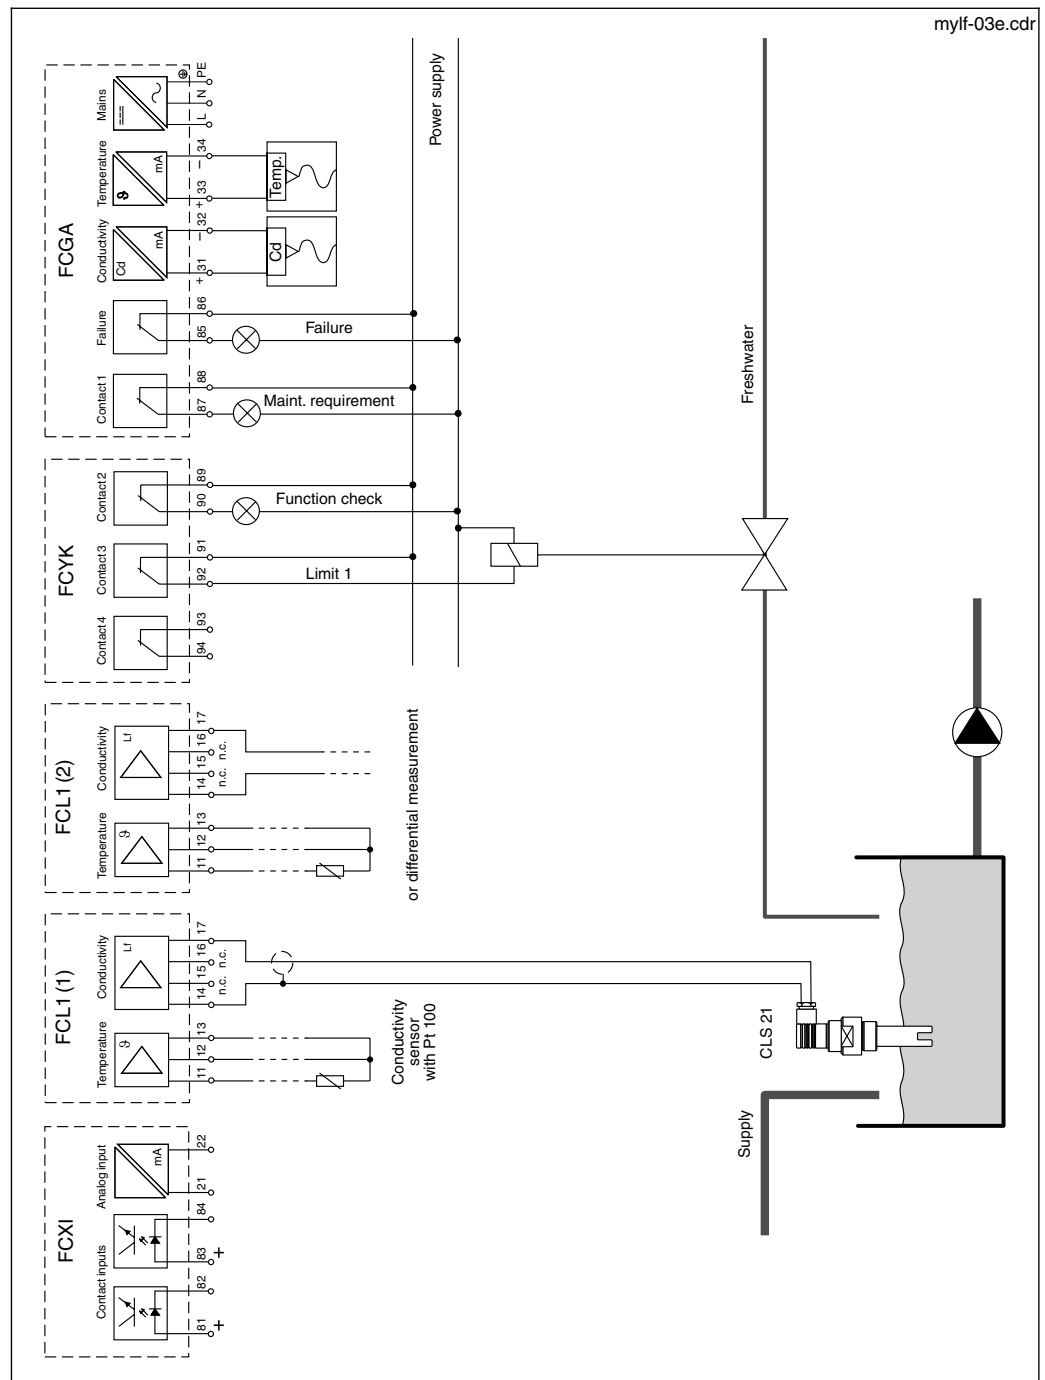 mylf-03e.cdr
FCGA
Mains
PE
N
L
Temperature
ϑ
mA
34
–
33
+
Temp.
Conductivity
Cd
mA
32
–
31
+
Cd
Failure
86
85
Failure
Contact 1
88
87
Maint. requirement
Power supply
FCYK
Contact 2
89
90
Function check
Contact 3
91
92
Limit 1
Contact 4
93
94
Freshwater
FCL1 (2)
Conductivity
Lf
17
16
n.c.
15
n.c.
14
Temperature
ϑ
13
12
11
or differential measurement
FCL1 (1)
Conductivity
Lf
17
16
n.c.
15
n.c.
14
Temperature
ϑ
13
12
11
Conductivity
sensor
with Pt 100
CLS 21
Supply
FCXI
Analog input
mA
22
21
Contact inputs
84
83
+
82
81
+